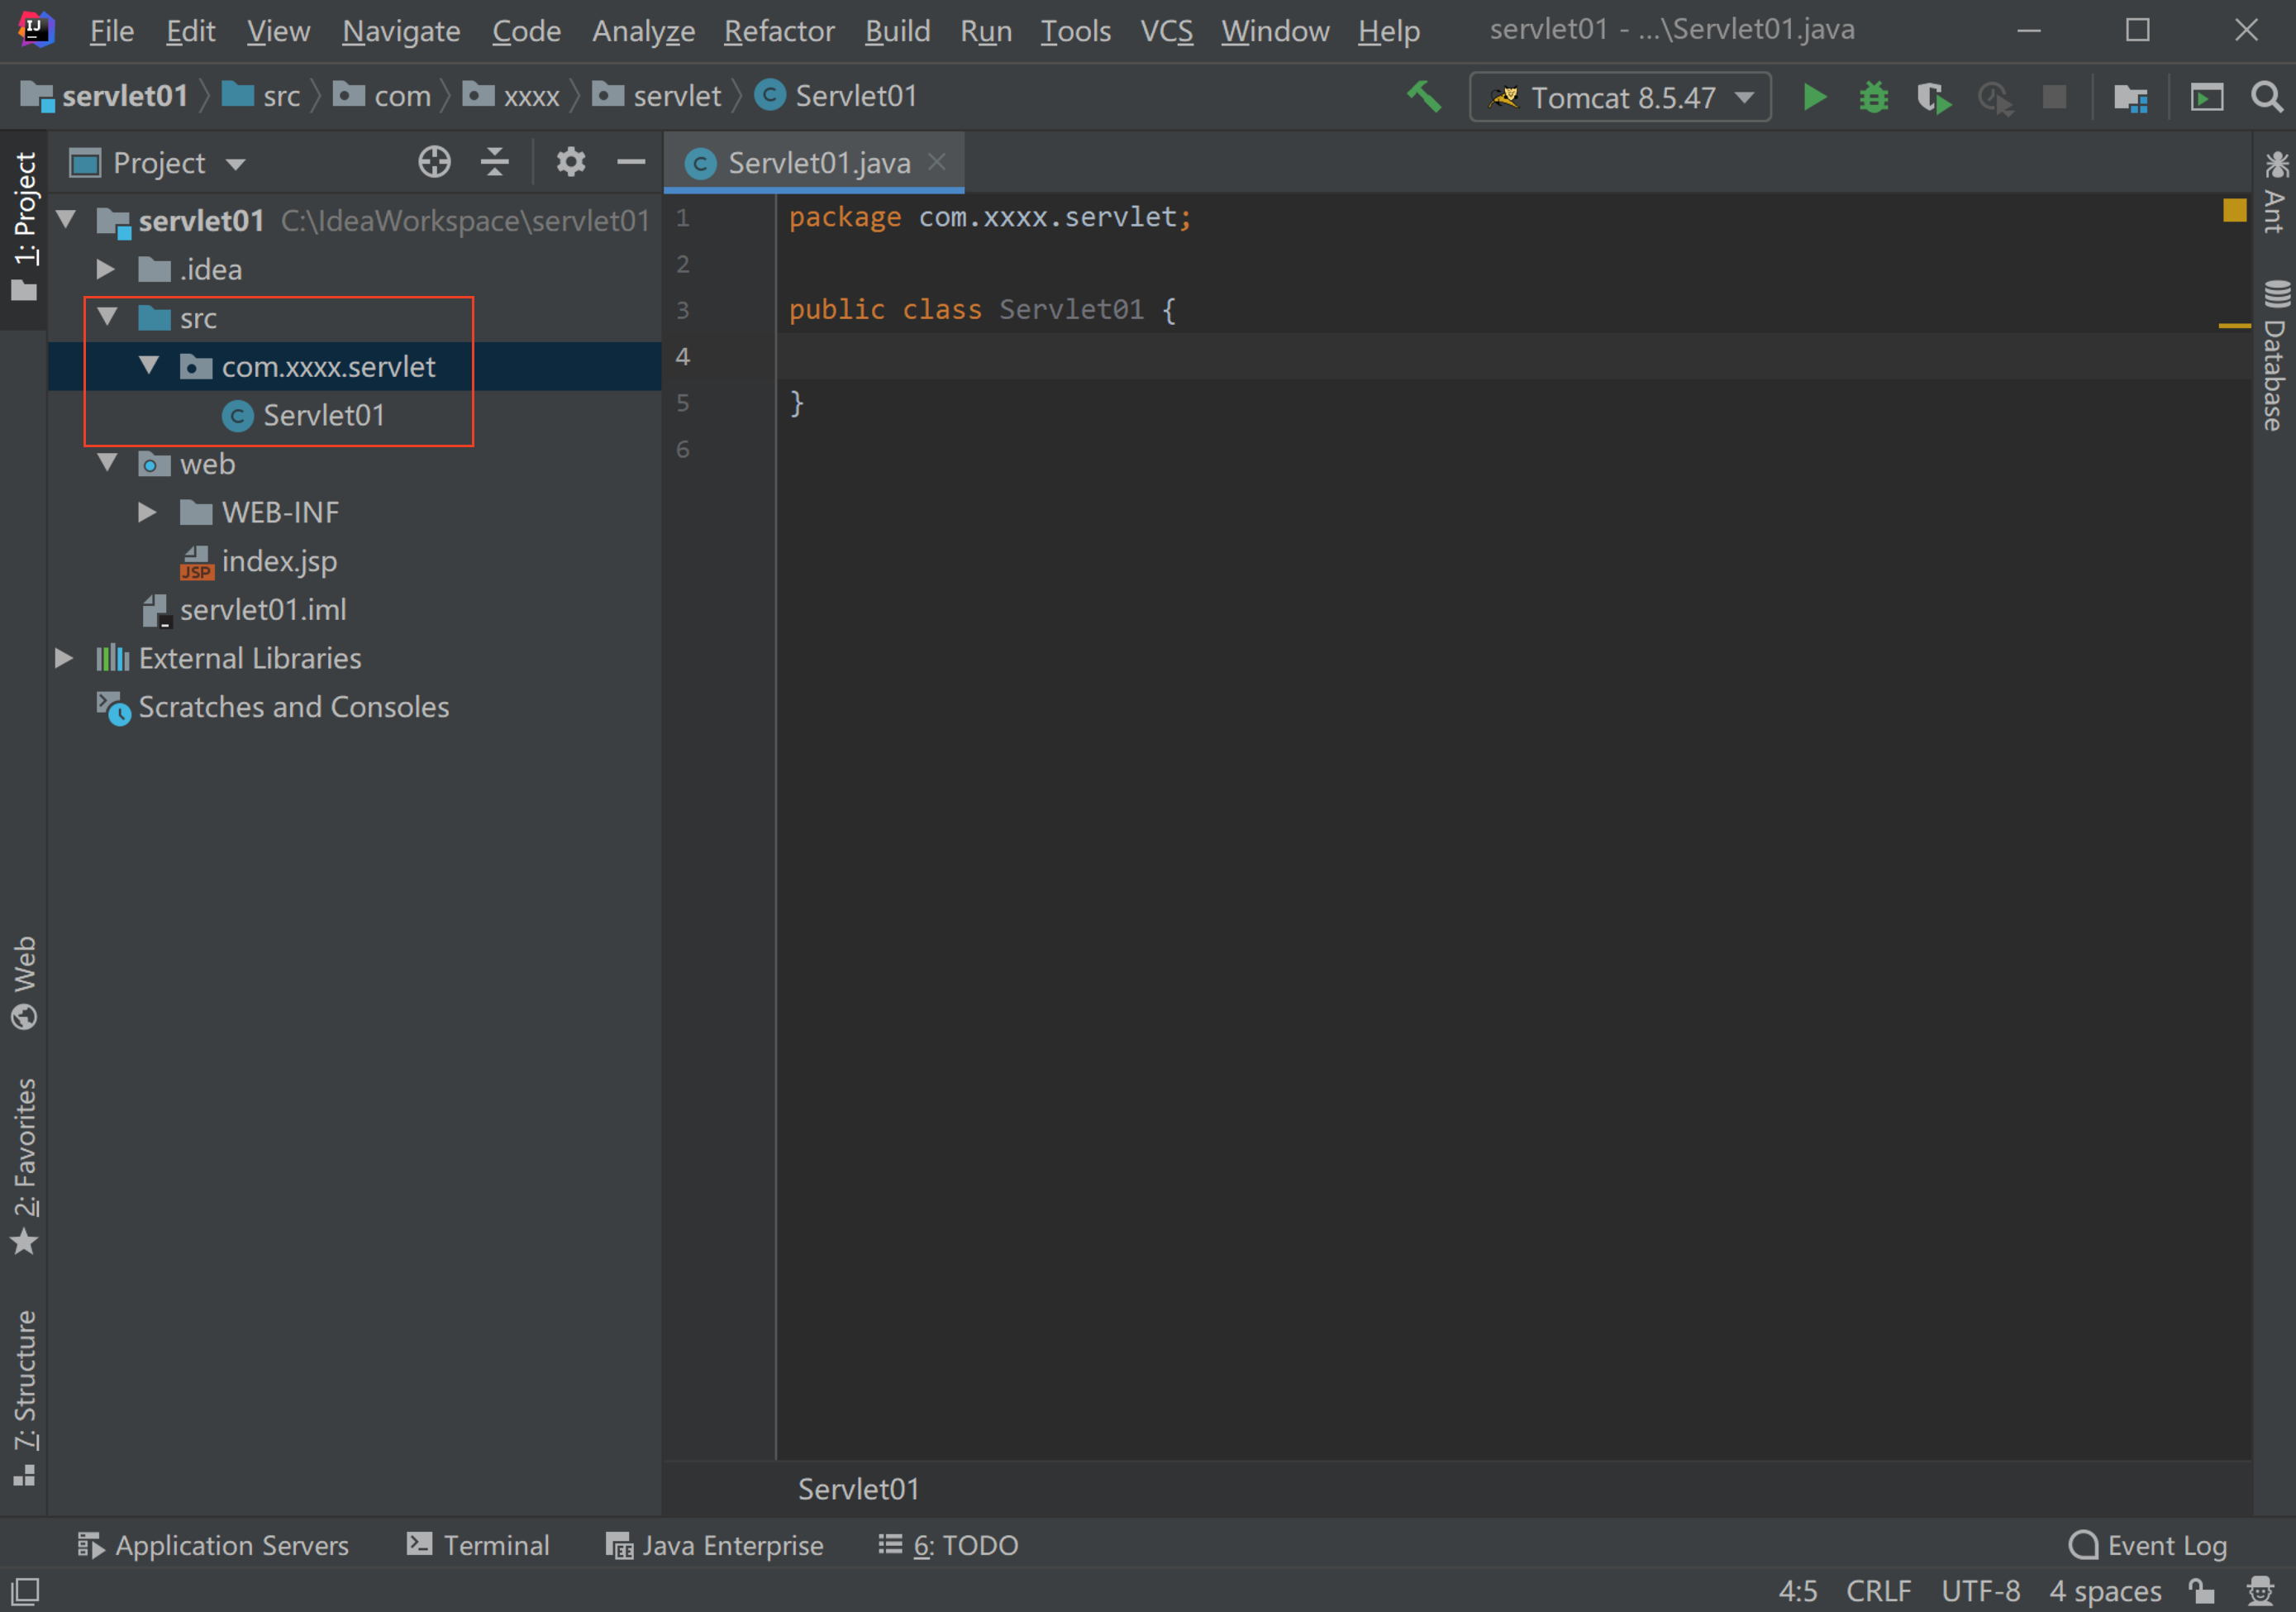 File Edit View Navigate Code Analyze Refactor Build Run Tools VCS Window Help servlet01 - ...\Servlet01.java
servlet01 src com xxxx servlet Servlet01 Tomcat 8.5.47
Project
Servlet01.java
servlet01 C:\IdeaWorkspace\servlet01
.idea
src
com.xxxx.servlet
Servlet01
web
WEB-INF
index.jsp
servlet01.iml
External Libraries
Scratches and Consoles
1 package com.xxxx.servlet;
2
3 public class Servlet01 {
4
5 }
6
Servlet01
1: Project
Web
2: Favorites
7: Structure
Ant
Database
Application Servers Terminal Java Enterprise 6: TODO Event Log
4:5 CRLF UTF-8 4 spaces